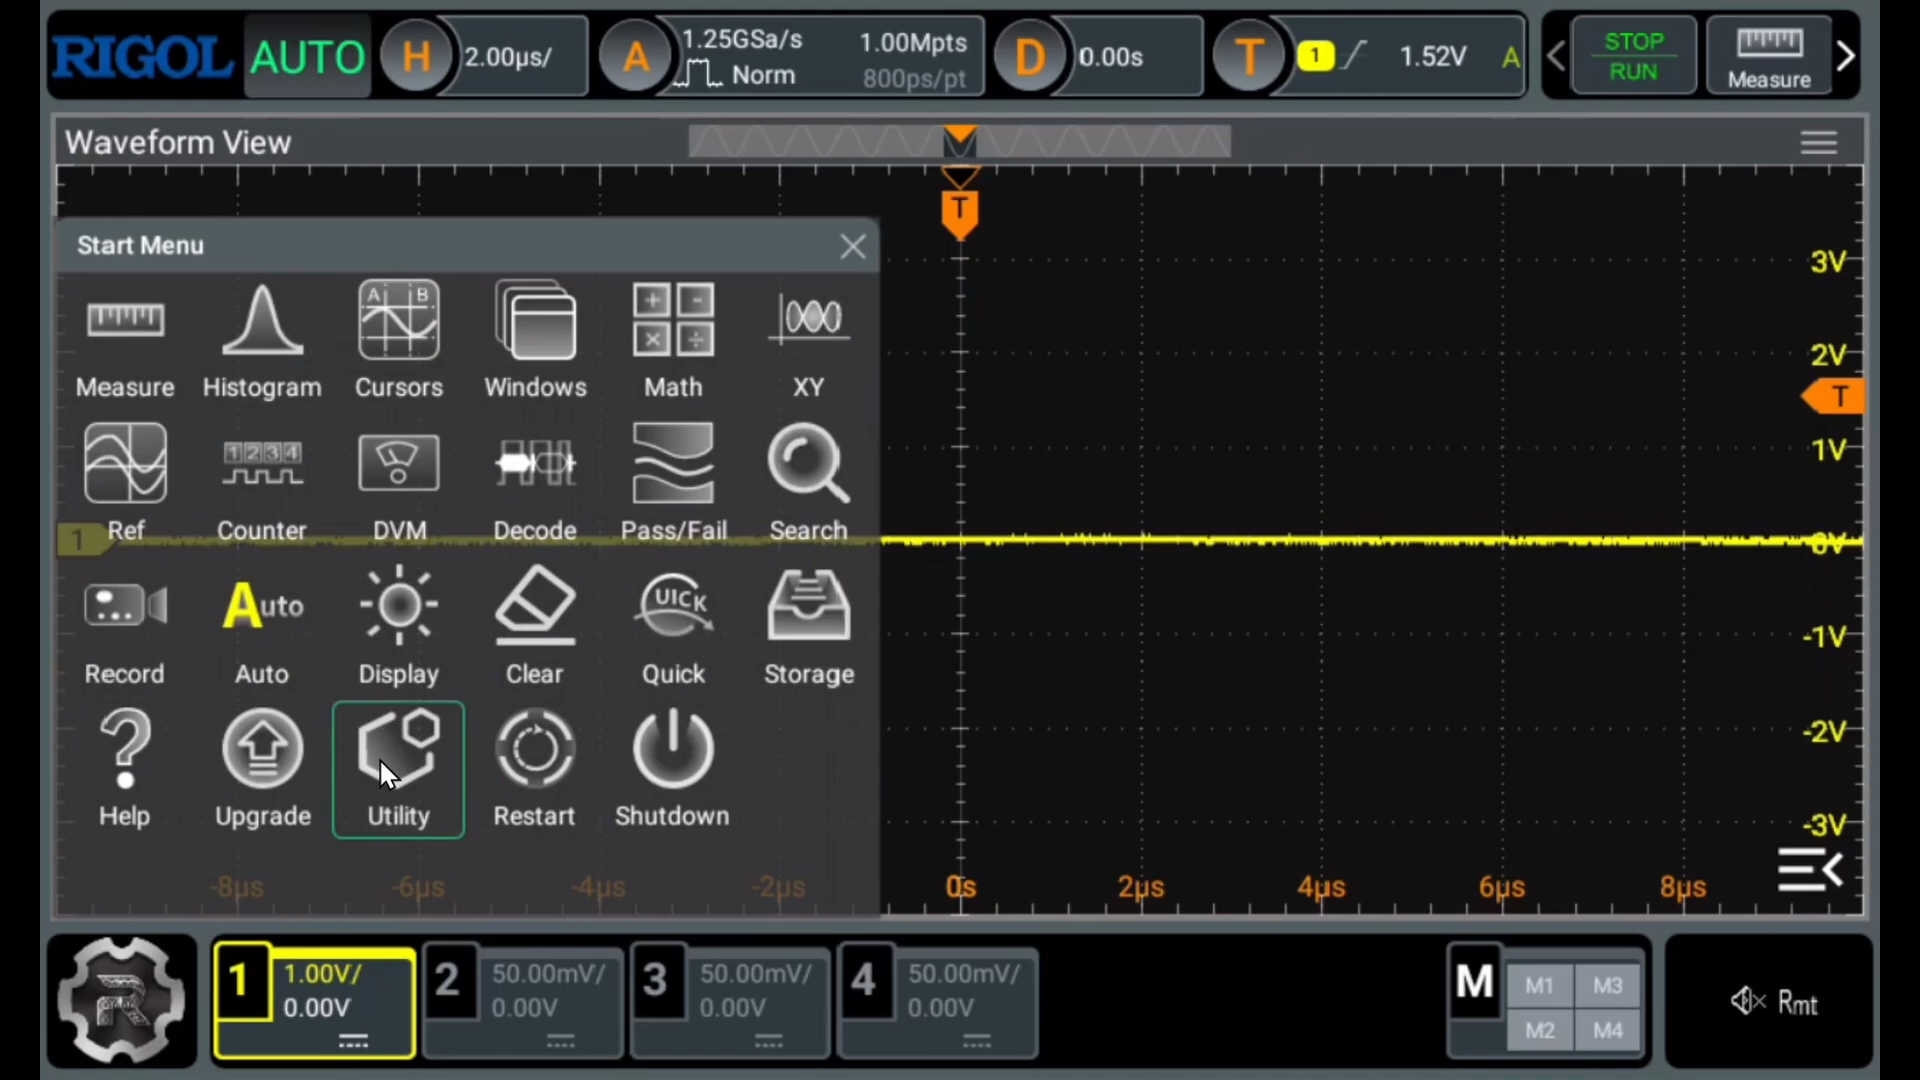 RIGOL
AUTO
H
2.00μs/
A
1.25GSa/s
Norm
1.00Mpts
800ps/pt
D
0.00s
T
1
1.52V
A
STOP
RUN
Measure
Waveform View
T
Start Menu
A B
Measure Histogram Cursors Windows Math XY
1234
Ref Counter DVM Decode Pass/Fail Search
Auto
UICK
Record Auto Display Clear Quick Storage
Help Upgrade Utility Restart Shutdown
3V
2V
T
1V
1
0V
-1V
-2V
-3V
-8μs -6μs -4μs -2μs 0s 2μs 4μs 6μs 8μs
R
1
1.00V/
0.00V
2
50.00mV/
0.00V
3
50.00mV/
0.00V
4
50.00mV/
0.00V
M
M1 M3
M2 M4
Rmt